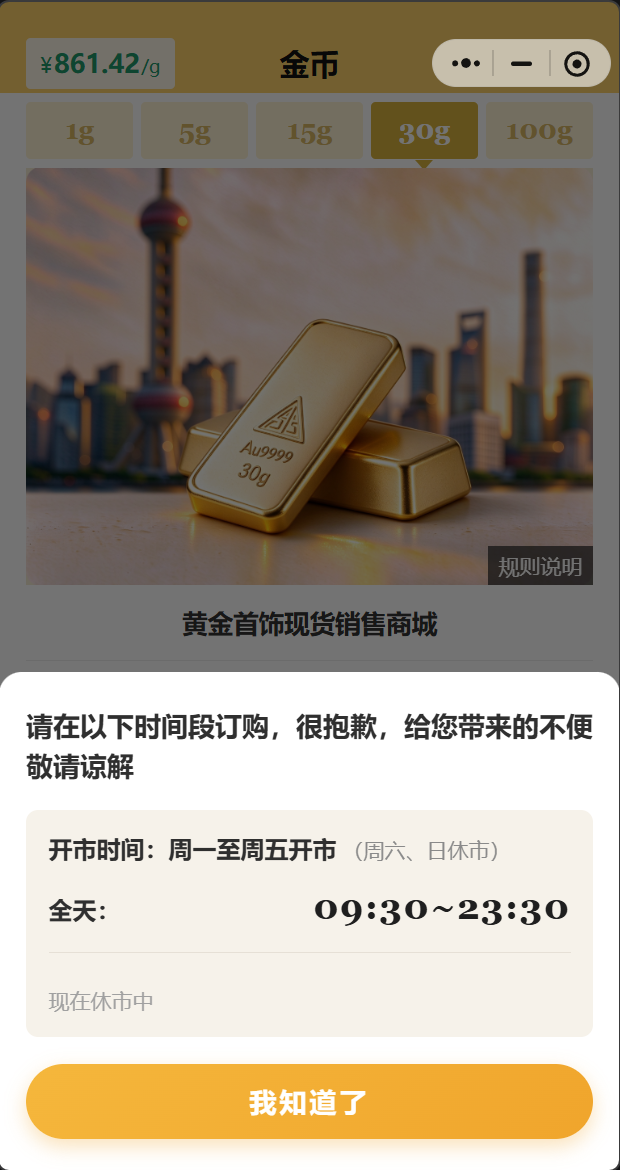 ¥861.42/g
金币
1g
5g
15g
30g
100g
Au9999
30g
规则说明
黄金首饰现货销售商城
请在以下时间段订购，很抱歉，给您带来的不便
敬请谅解
开市时间：周一至周五开市（周六、日休市）
全天： 09:30~23:30
现在休市中
我知道了